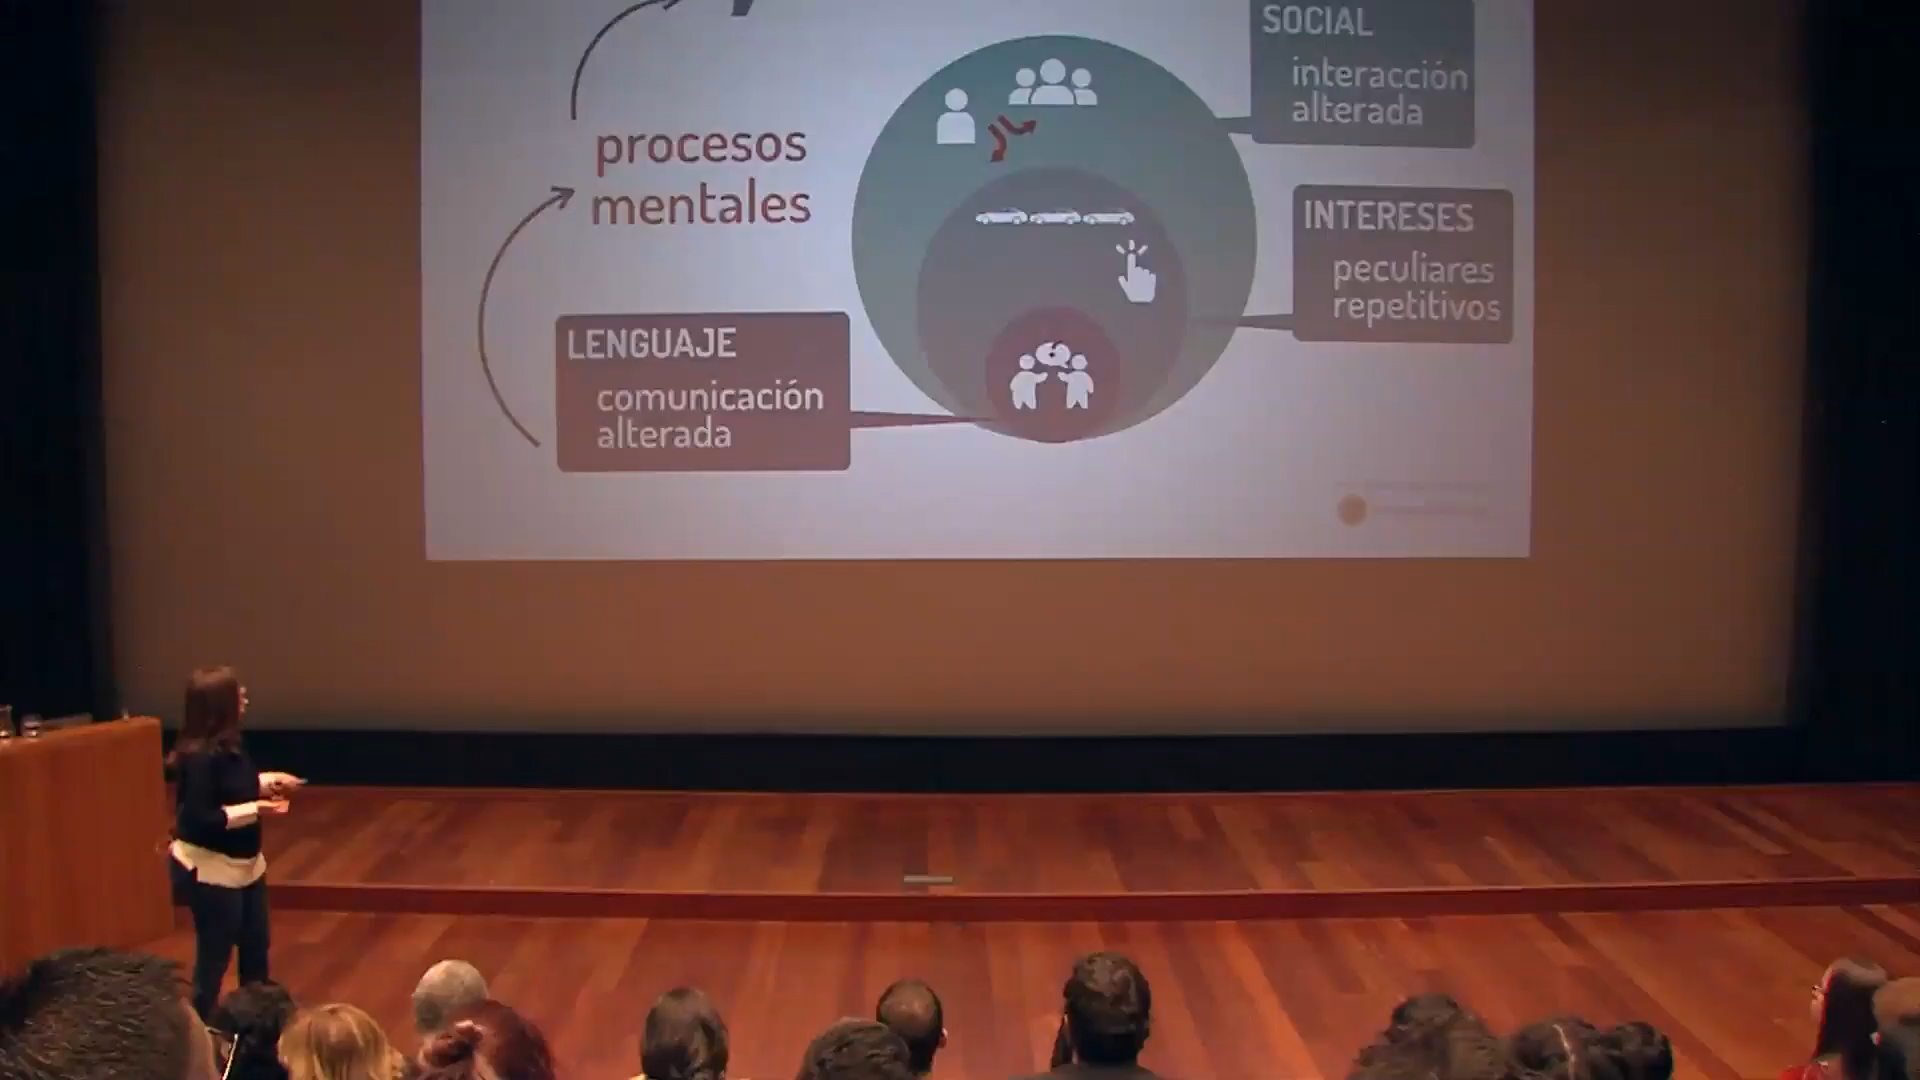 SOCIAL
interacción
alterada
procesos
mentales
INTERESES
peculiares
repetitivos
LENGUAJE
comunicación
alterada